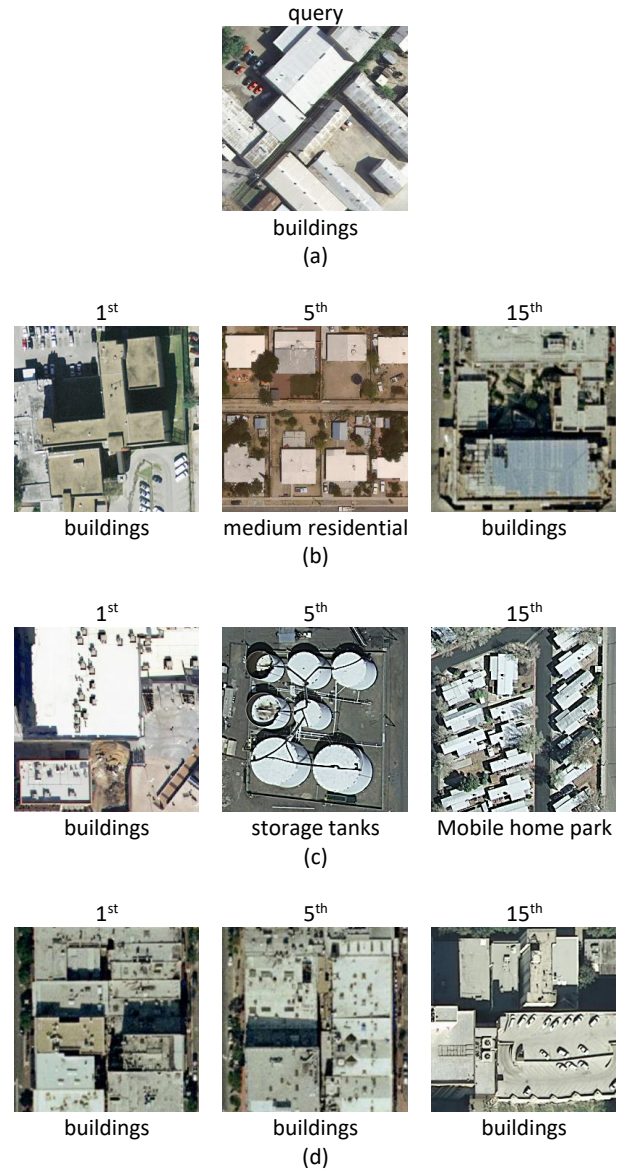 query
buildings
(a)
1st 5th 15th
buildings medium residential buildings
(b)
1st 5th 15th
buildings storage tanks Mobile home park
(c)
1st 5th 15th
buildings buildings buildings
(d)